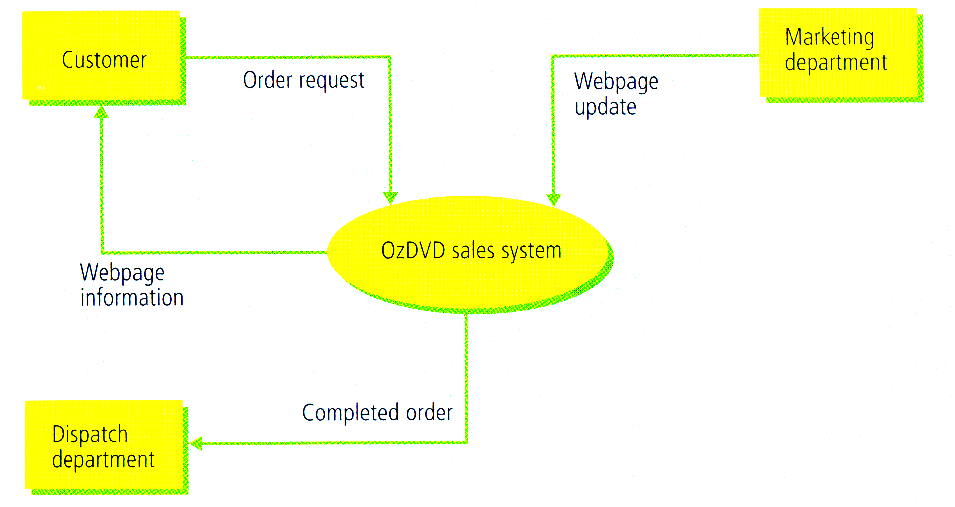 Customer
Order request
Marketing
department
Webpage
update
OzDVD sales system
Webpage
information
Completed order
Dispatch
department